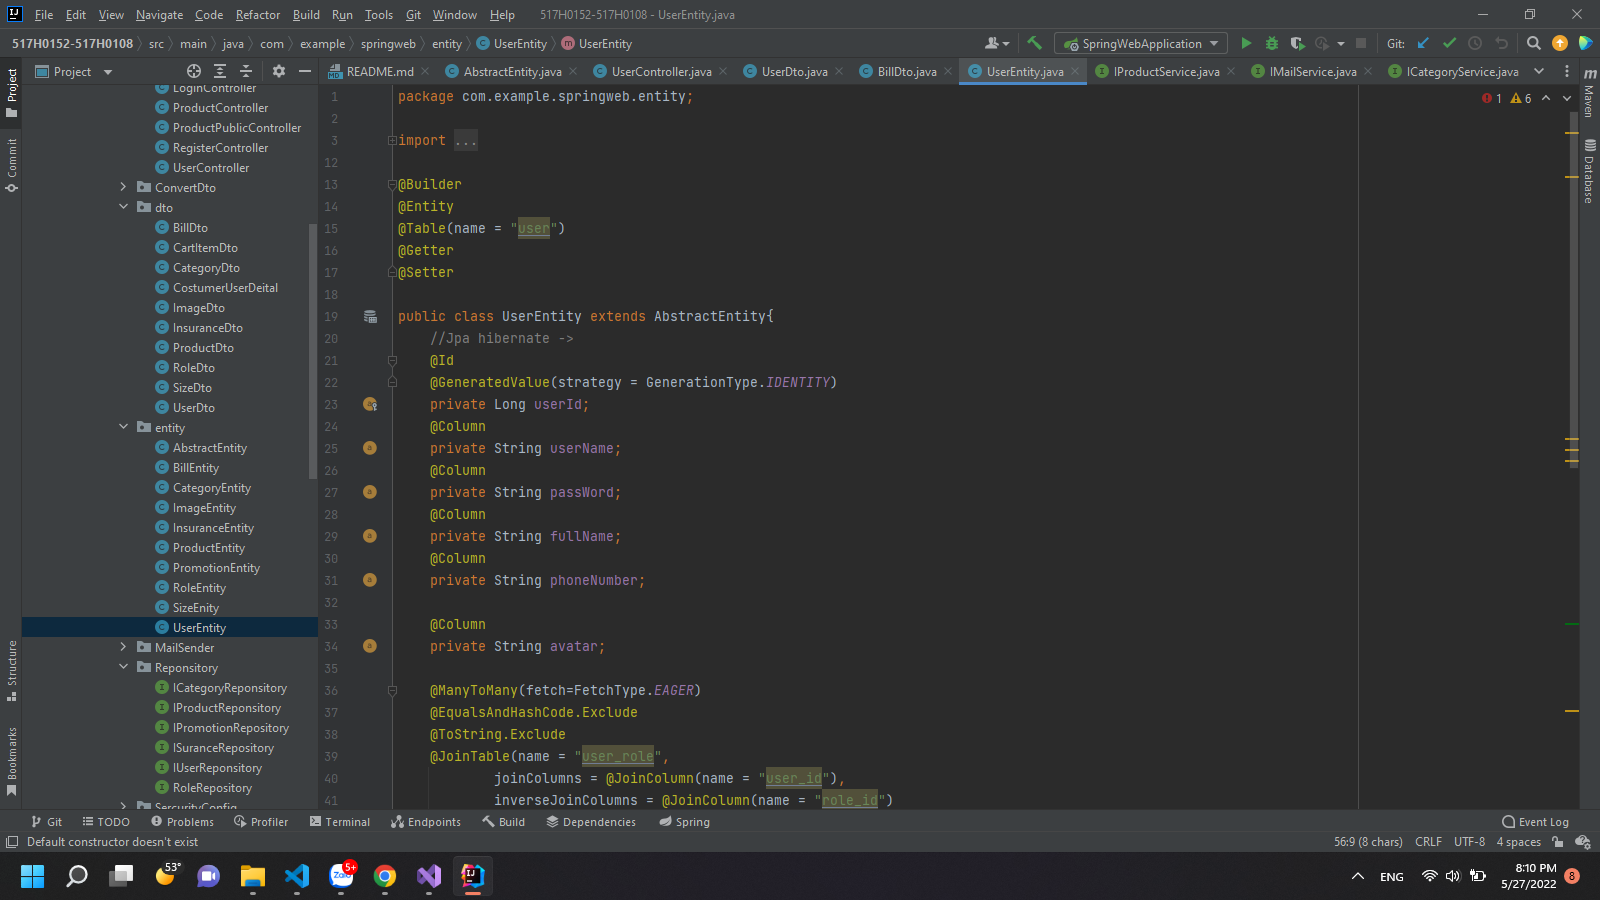 File Edit View Navigate Code Refactor Build Run Tools Git Window Help 517H0152-517H0108 - UserEntity.java
517H0152-517H0108 src main java com example springweb entity UserEntity UserEntity SpringWebApplication Git:
Project README.md AbstractEntity.java UserController.java UserDto.java BillDto.java UserEntity.java IProductService.java IMailService.java ICategoryService.java
Project
Commit
Structure
Bookmarks
LoginController
ProductController
ProductPublicController
RegisterController
UserController
ConvertDto
dto
BillDto
CartItemDto
CategoryDto
CostumerUserDeital
ImageDto
InsuranceDto
ProductDto
RoleDto
SizeDto
UserDto
entity
AbstractEntity
BillEntity
CategoryEntity
ImageEntity
InsuranceEntity
ProductEntity
PromotionEntity
RoleEntity
SizeEnity
UserEntity
MailSender
Reponsitory
ICategoryReponsitory
IProductReponsitory
IPromotionRepository
ISuranceRepository
IUserReponsitory
RoleRepository
SercurityConfig
1 package com.example.springweb.entity;
2
3 import ...
12
13 @Builder
14 @Entity
15 @Table(name = "user")
16 @Getter
17 @Setter
18
19 public class UserEntity extends AbstractEntity{
20 //Jpa hibernate ->
21 @Id
22 @GeneratedValue(strategy = GenerationType.IDENTITY)
23 private Long userId;
24 @Column
25 private String userName;
26 @Column
27 private String passWord;
28 @Column
29 private String fullName;
30 @Column
31 private String phoneNumber;
32
33 @Column
34 private String avatar;
35
36 @ManyToMany(fetch=FetchType.EAGER)
37 @EqualsAndHashCode.Exclude
38 @ToString.Exclude
39 @JoinTable(name = "user_role",
40 joinColumns = @JoinColumn(name = "user_id"),
41 inverseJoinColumns = @JoinColumn(name = "role_id")
1 6
Maven
Database
Git TODO Problems Profiler Terminal Endpoints Build Dependencies Spring Event Log
Default constructor doesn't exist 56:9 (8 chars) CRLF UTF-8 4 spaces
53° Zalo 5+ ENG 8:10 PM
5/27/2022 8